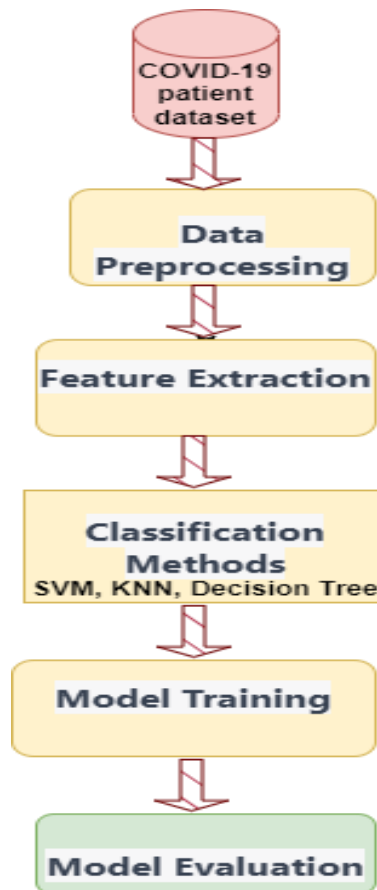 COVID-19
patient
dataset
Data
Preprocessing
Feature Extraction
Classification
Methods
SVM, KNN, Decision Tree
Model Training
Model Evaluation